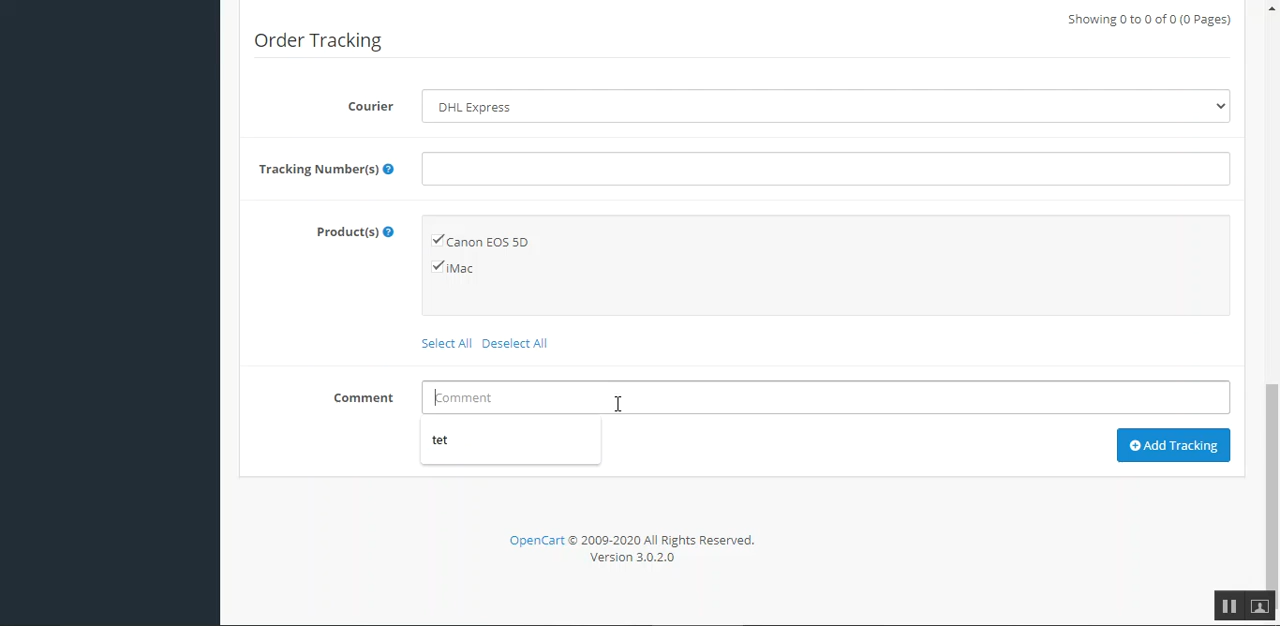 Showing 0 to 0 of 0 (0 Pages)
Order Tracking
Courier
DHL Express
Tracking Number(s)
Product(s)
Canon EOS 5D
iMac
Select All Deselect All
Comment
Comment
tet
Add Tracking
OpenCart © 2009-2020 All Rights Reserved.
Version 3.0.2.0